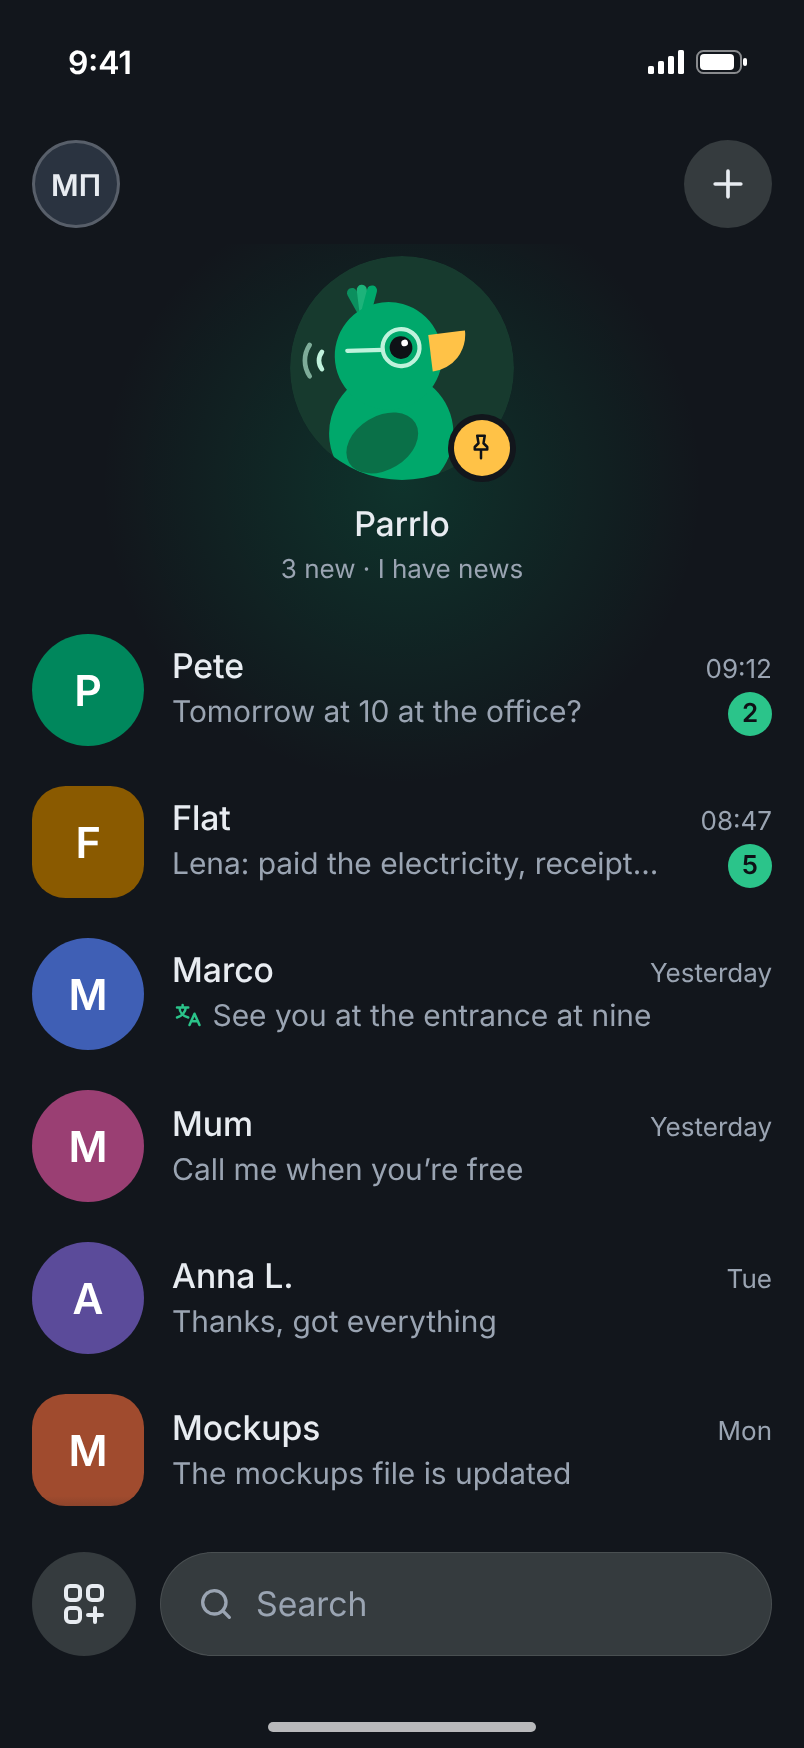 9:41
МП
Parrlo
3 new · I have news
P
Pete
09:12
Tomorrow at 10 at the office?
2
F
Flat
08:47
Lena: paid the electricity, receipt...
5
M
Marco
Yesterday
See you at the entrance at nine
M
Mum
Yesterday
Call me when you’re free
A
Anna L.
Tue
Thanks, got everything
M
Mockups
Mon
The mockups file is updated
Search